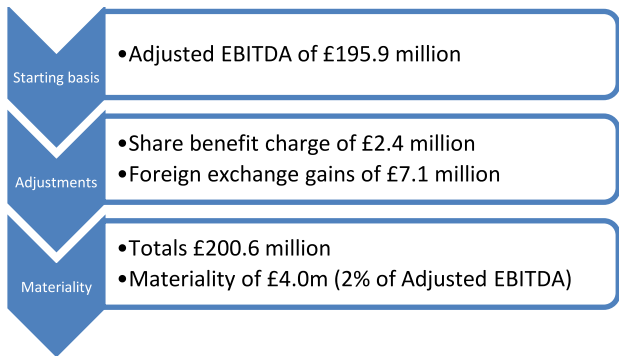 Starting basis
•Adjusted EBITDA of £195.9 million
Adjustments
•Share benefit charge of £2.4 million
•Foreign exchange gains of £7.1 million
Materiality
•Totals £200.6 million
•Materiality of £4.0m (2% of Adjusted EBITDA)